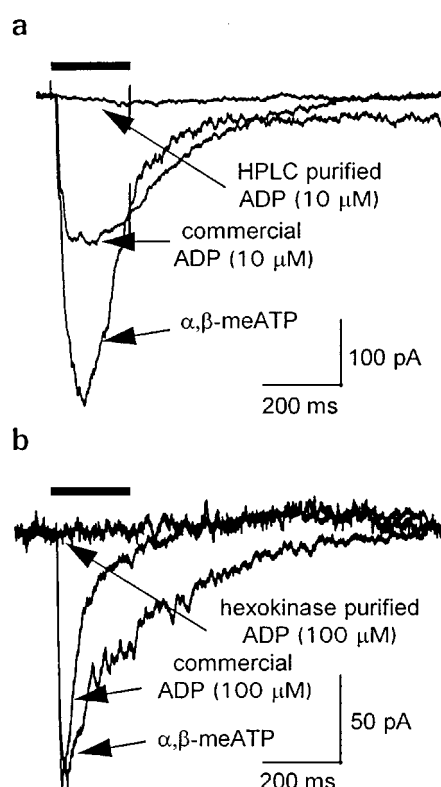 a
HPLC purified
ADP (10 μM)
commercial
ADP (10 μM)
α,β-meATP
100 pA
200 ms
b
hexokinase purified
ADP (100 μM)
commercial
ADP (100 μM)
α,β-meATP
50 pA
200 ms